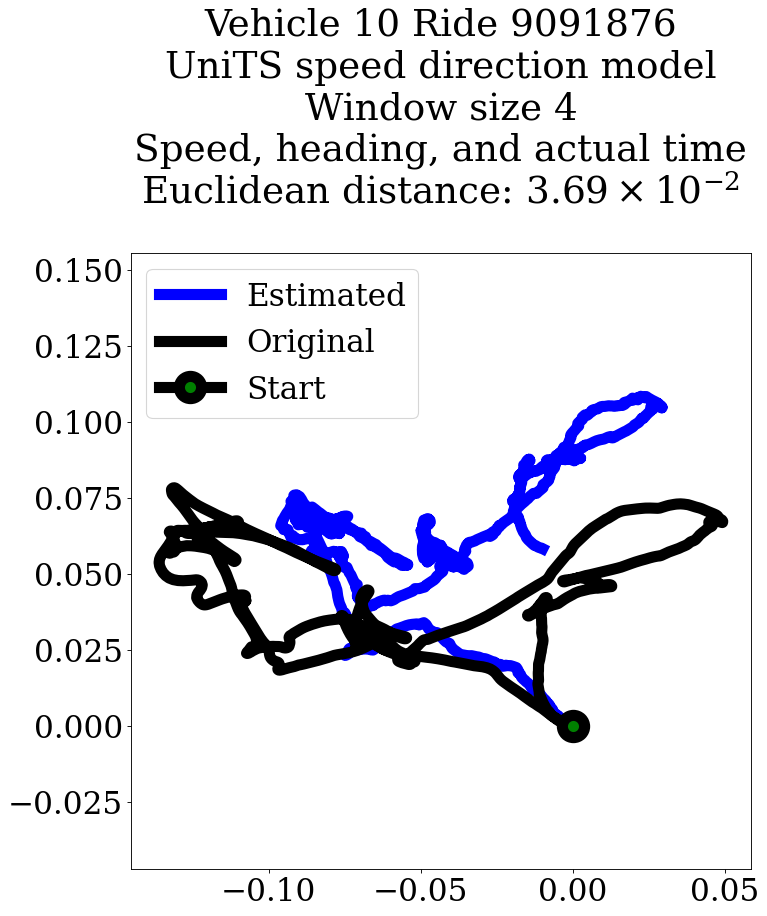 Vehicle 10 Ride 9091876
UniTS speed direction model
Window size 4
Speed, heading, and actual time
Euclidean distance: 3.69 × 10⁻²
0.150
0.125
0.100
0.075
0.050
0.025
0.000
−0.025
Estimated
Original
Start
−0.10
−0.05
0.00
0.05